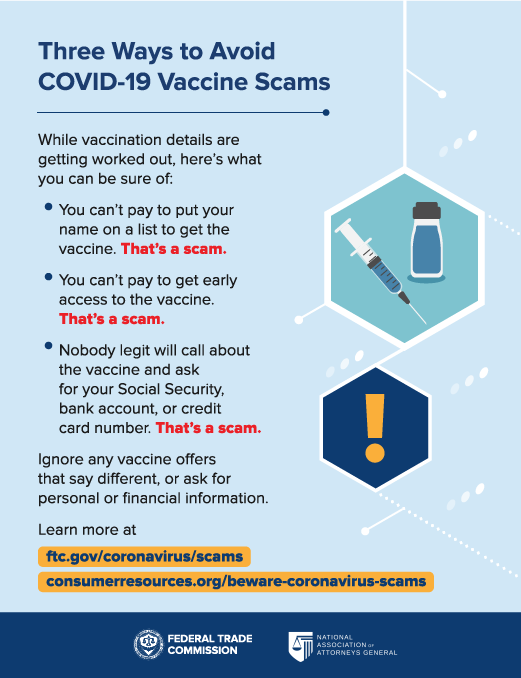 Three Ways to Avoid
COVID-19 Vaccine Scams
While vaccination details are
getting worked out, here's what
you can be sure of:
• You can't pay to put your
name on a list to get the
vaccine. That's a scam.
• You can't pay to get early
access to the vaccine.
That's a scam.
• Nobody legit will call about
the vaccine and ask
for your Social Security,
bank account, or credit
card number. That's a scam.
Ignore any vaccine offers
that say different, or ask for
personal or financial information.
Learn more at
ftc.gov/coronavirus/scams
consumerresources.org/beware-coronavirus-scams
!
FEDERAL TRADE
COMMISSION
NATIONAL
ASSOCIATION OF
ATTORNEYS GENERAL